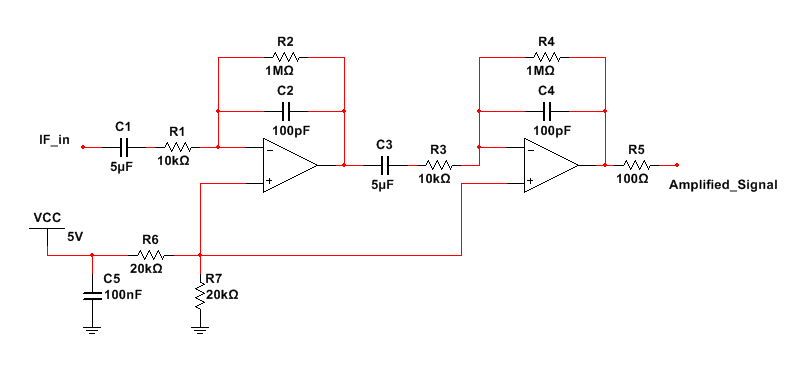 R2
1MΩ
C2
100pF
R4
1MΩ
C4
100pF
IF_in
C1
5µF
R1
10kΩ
−
+
C3
5µF
R3
10kΩ
−
+
R5
100Ω
Amplified_Signal
VCC
5V
R6
20kΩ
C5
100nF
R7
20kΩ